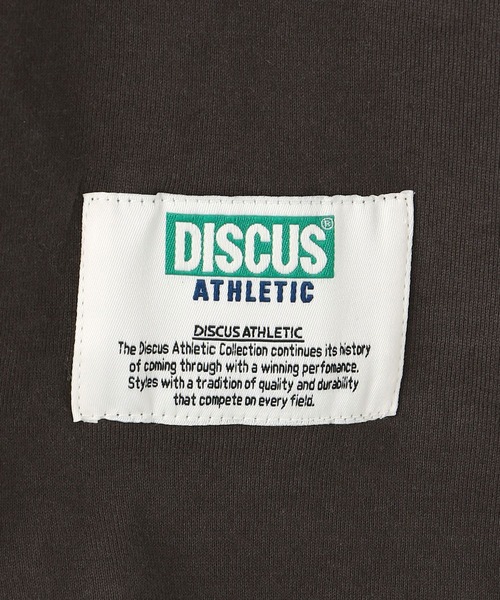 DISCUS®
ATHLETIC
DISCUS ATHLETIC
The Discus Athletic Collection continues its history
of coming through with a winning perfomance.
Styles with a tradition of quality and durability
that compete on every field.